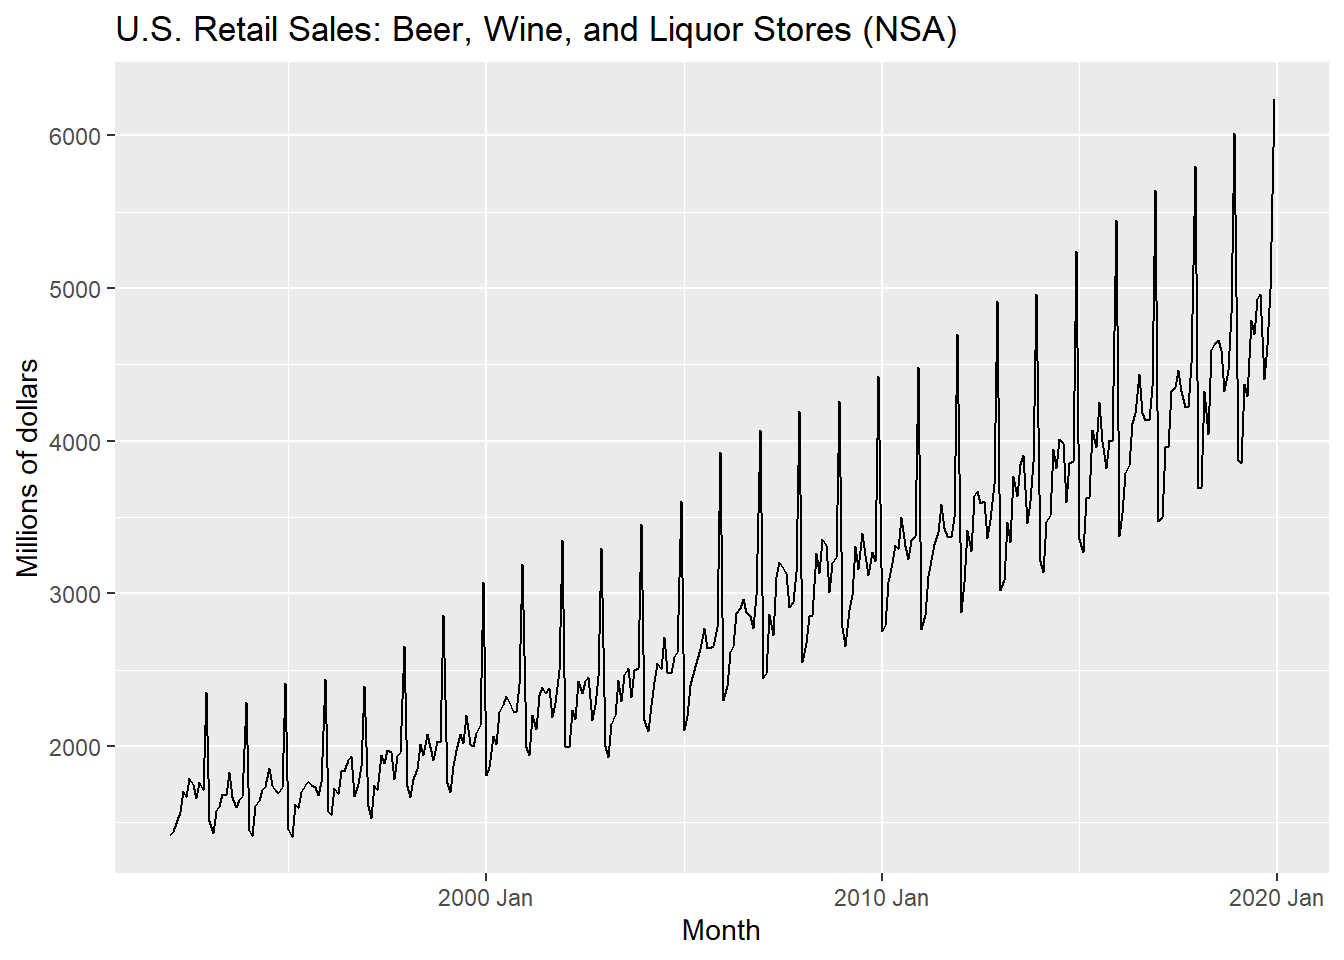 U.S. Retail Sales: Beer, Wine, and Liquor Stores (NSA)
Millions of dollars
6000
5000
4000
3000
2000
2000 Jan
2010 Jan
2020 Jan
Month